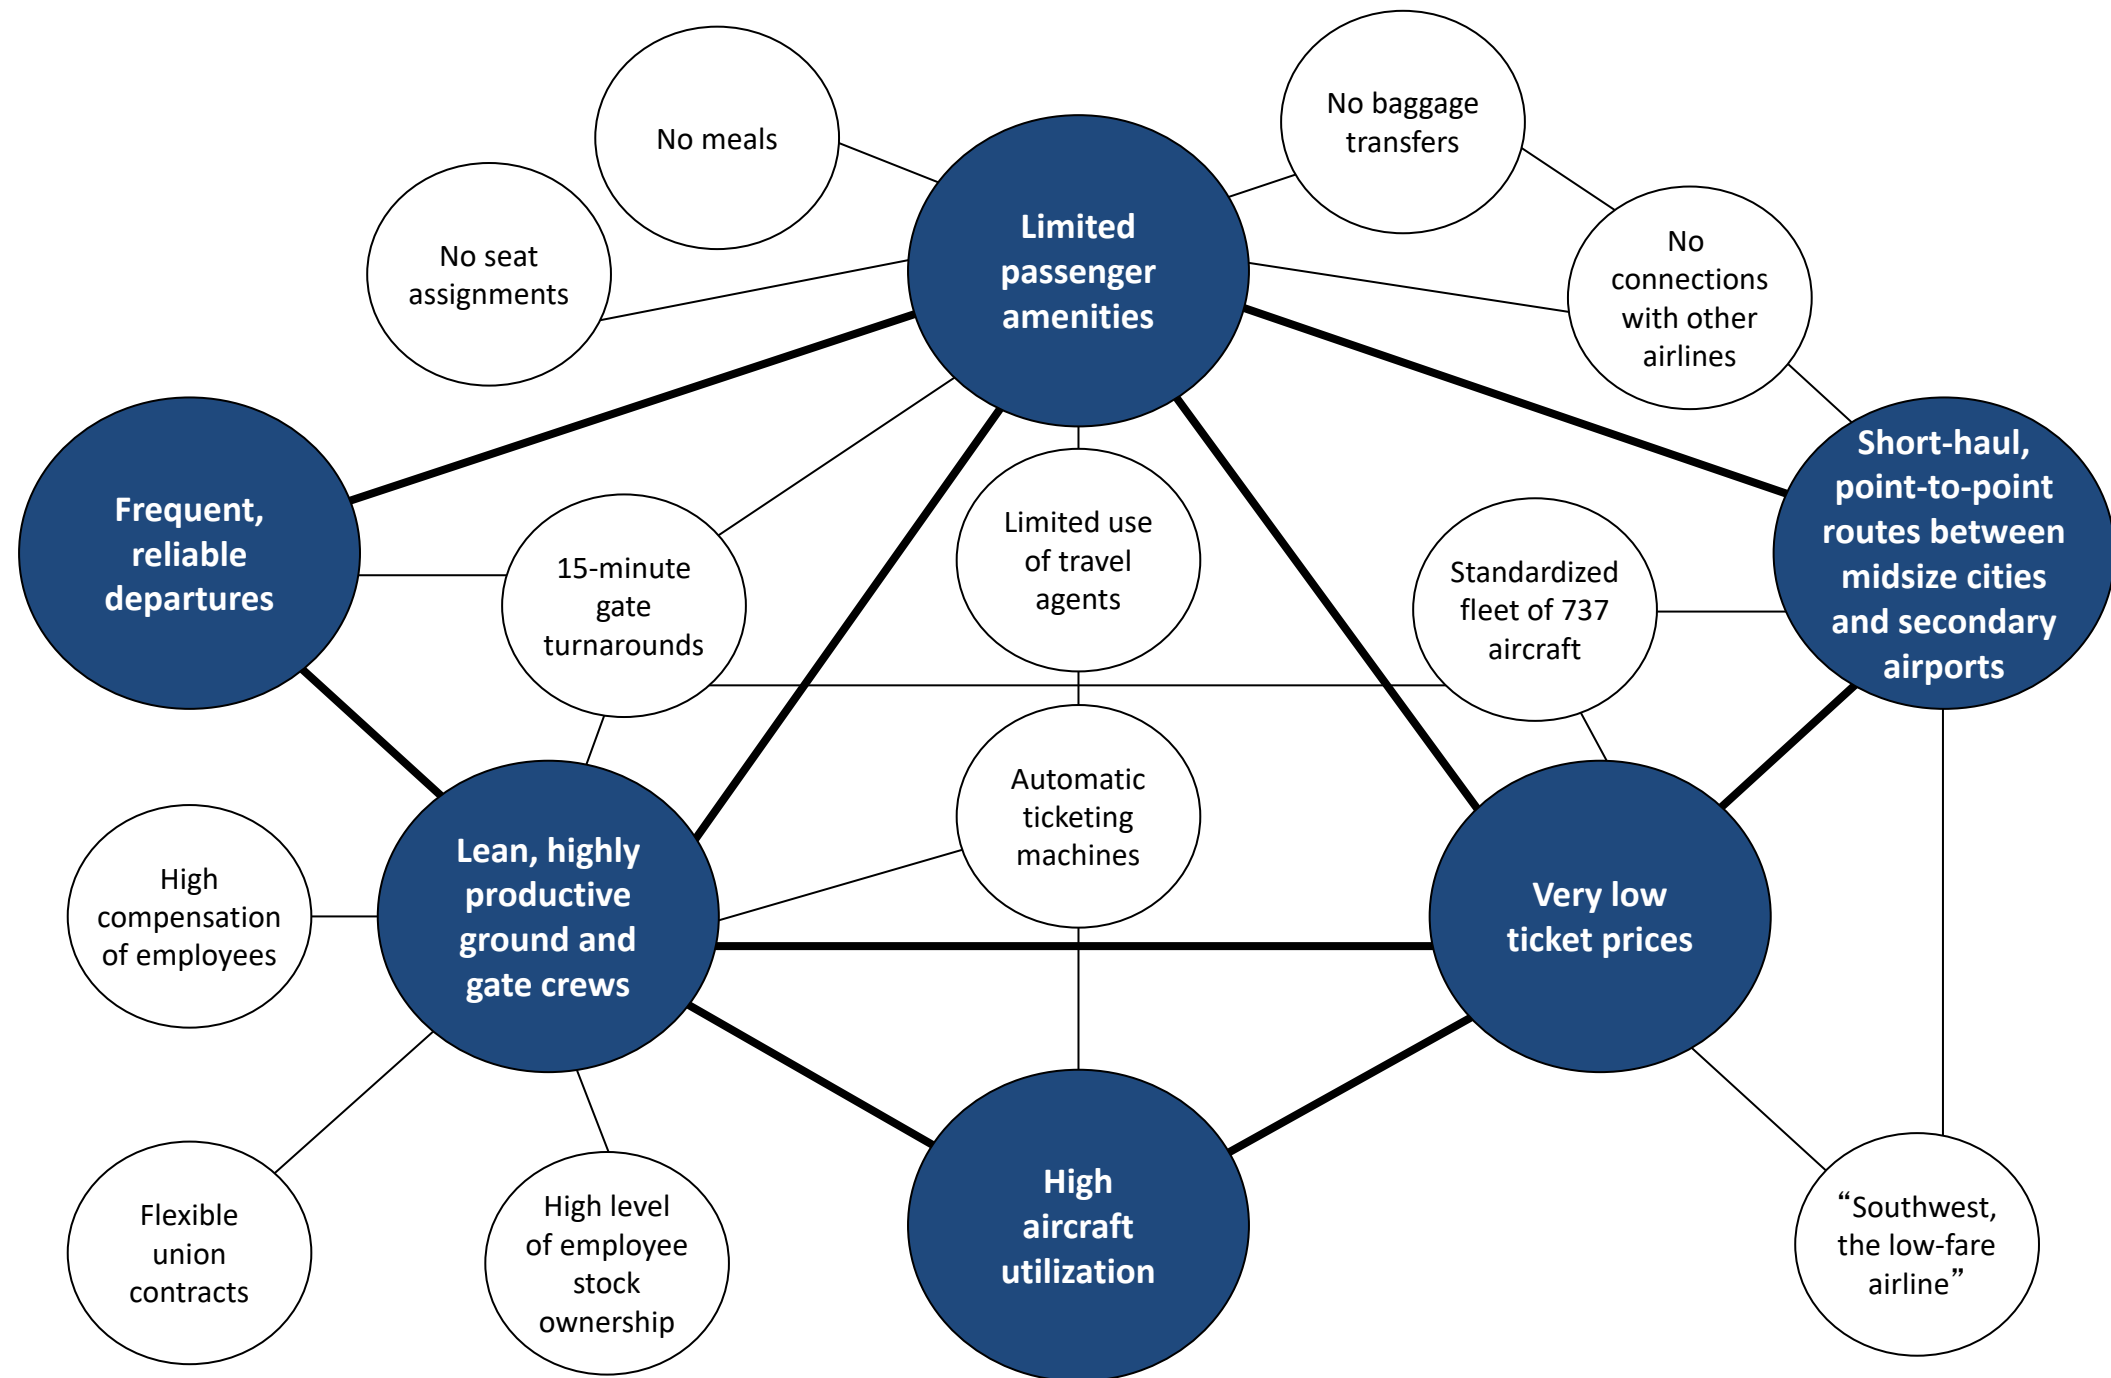 No meals
No baggage
transfers
Limited
passenger
amenities
No seat
assignments
No
connections
with other
airlines
Frequent,
reliable
departures
15-minute
gate
turnarounds
Limited use
of travel
agents
Standardized
fleet of 737
aircraft
Short-haul,
point-to-point
routes between
midsize cities
and secondary
airports
High
compensation
of employees
Lean, highly
productive
ground and
gate crews
Automatic
ticketing
machines
Very low
ticket prices
Flexible
union
contracts
High level
of employee
stock
ownership
High
aircraft
utilization
“Southwest,
the low-fare
airline”